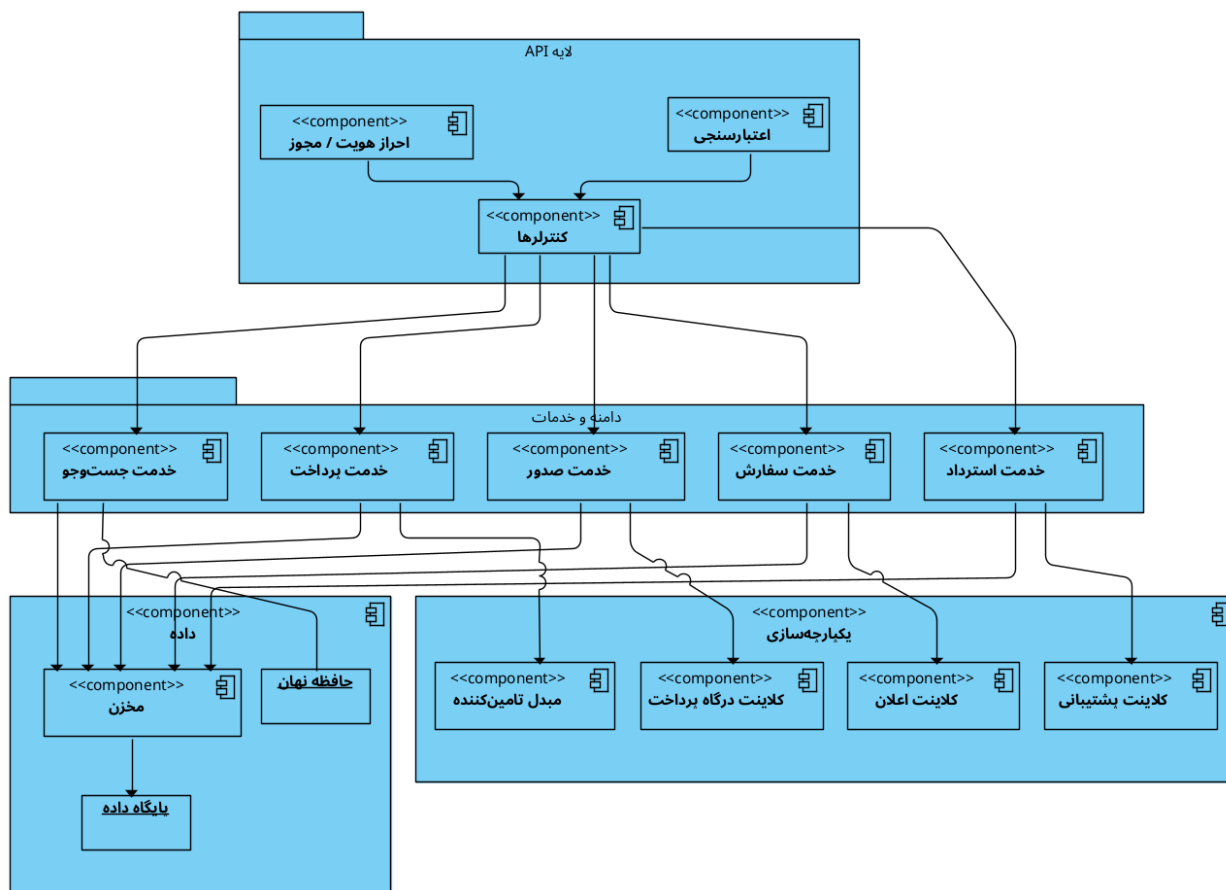 لایه API
<<component>>
احراز هویت / مجوز
<<component>>
اعتبارسنجی
<<component>>
کنترلرها
دامنه و خدمات
<<component>>
خدمت جست‌وجو
<<component>>
خدمت پرداخت
<<component>>
خدمت صدور
<<component>>
خدمت سفارش
<<component>>
خدمت استرداد
<<component>>
داده
<<component>>
مخزن
حافظه نهان
پایگاه داده
<<component>>
یکپارچه‌سازی
<<component>>
مبدل تامین‌کننده
<<component>>
کلاینت درگاه پرداخت
<<component>>
کلاینت اعلان
<<component>>
کلاینت پشتیبانی